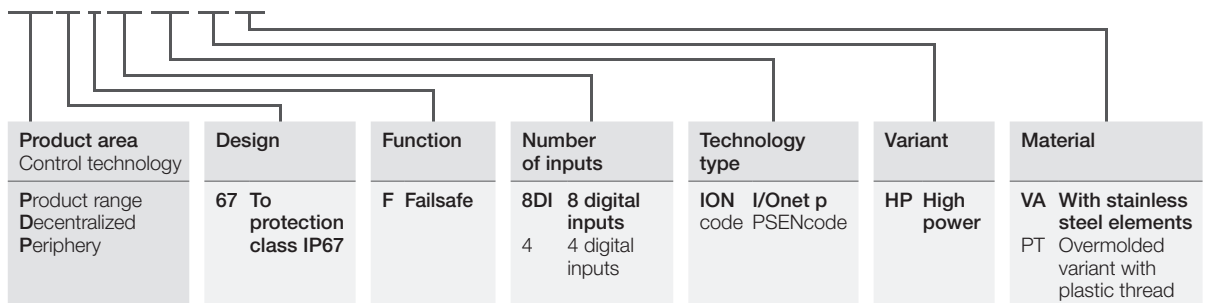 Product area
Control technology
Product range
Decentralized
Periphery
Design
67 To
protection
class IP67
Function
F Failsafe
Number
of inputs
8DI 8 digital
inputs
4 4 digital
inputs
Technology
type
ION I/Onet p
code PSENcode
Variant
HP High
power
Material
VA With stainless
steel elements
PT Overmolded
variant with
plastic thread